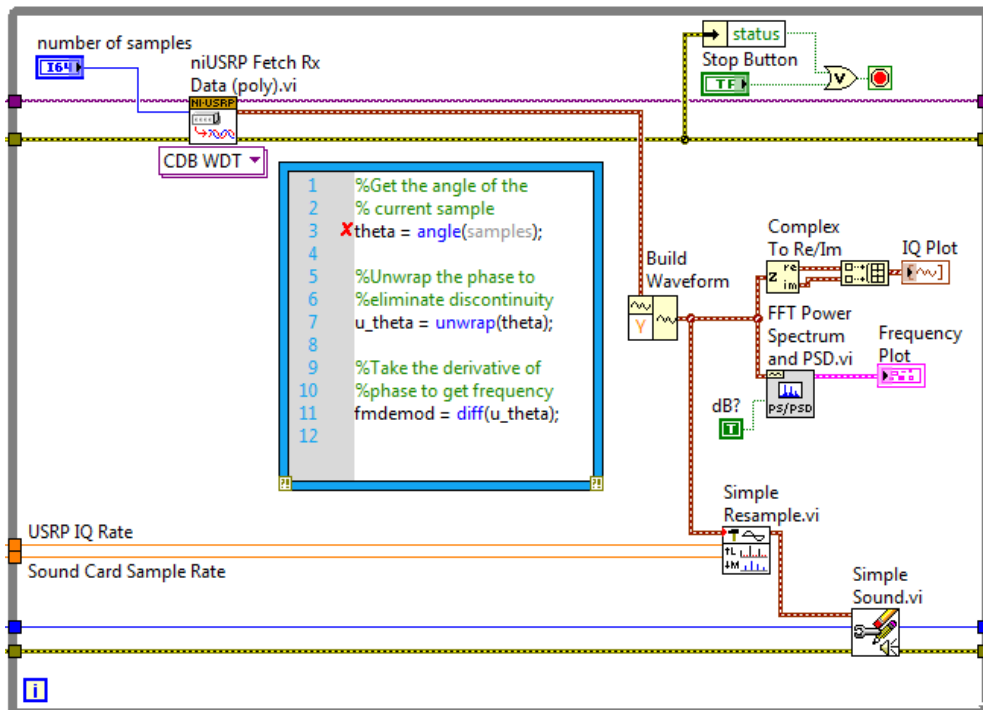 number of samples
I64
niUSRP Fetch Rx
Data (poly).vi
NI-USRP
CDB WDT
status
Stop Button
TF
V
1 %Get the angle of the
2 % current sample
3 theta = angle(samples);
4
5 %Unwrap the phase to
6 %eliminate discontinuity
7 u_theta = unwrap(theta);
8
9 %Take the derivative of
10 %phase to get frequency
11 fmdemod = diff(u_theta);
12
Build
Waveform
Y
Complex
To Re/Im
z re
im
IQ Plot
FFT Power
Spectrum
and PSD.vi
PS/PSD
Frequency
Plot
dB?
T
Simple
Resample.vi
T
↑L
↓M
USRP IQ Rate
Sound Card Sample Rate
Simple
Sound.vi
i